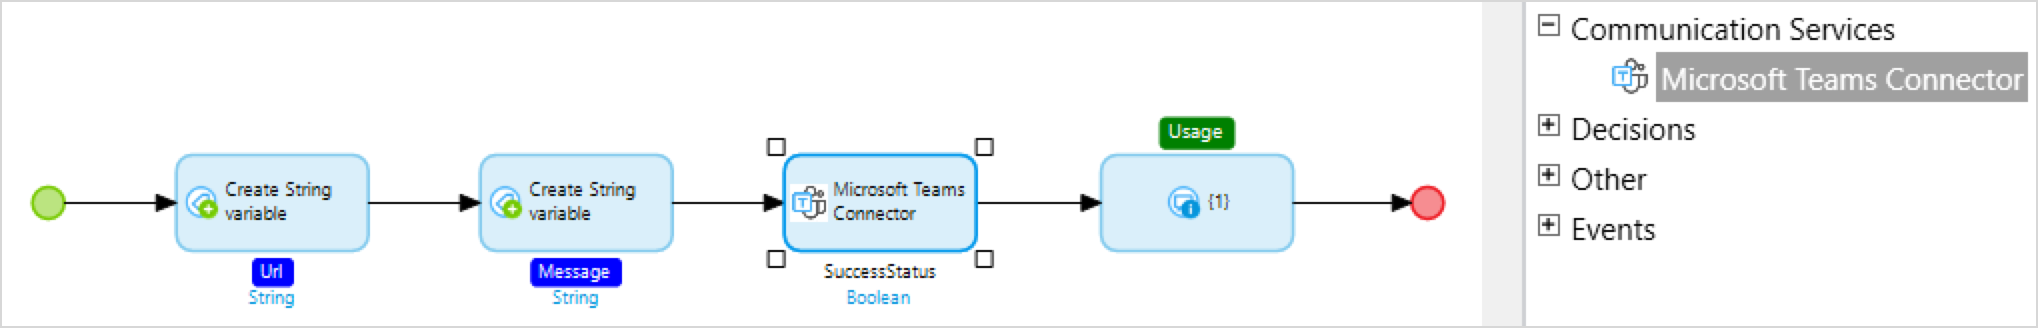 Create String
variable
Url
String
Create String
variable
Message
String
Microsoft Teams
Connector
SuccessStatus
Boolean
Usage
{1}
Communication Services
Microsoft Teams Connector
Decisions
Other
Events